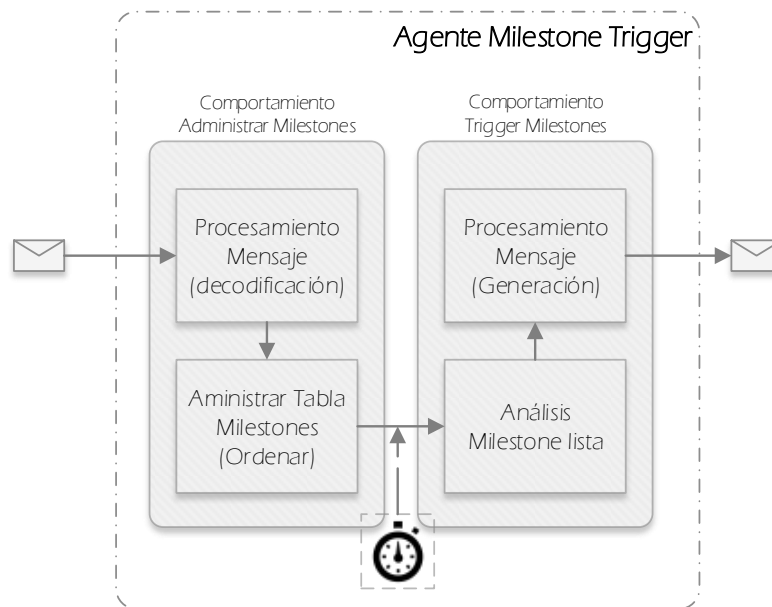 Agente Milestone Trigger
Comportamiento
Administrar Milestones
Procesamiento
Mensaje
(decodificación)
Aministrar Tabla
Milestones
(Ordenar)
Comportamiento
Trigger Milestones
Procesamiento
Mensaje
(Generación)
Análisis
Milestone lista